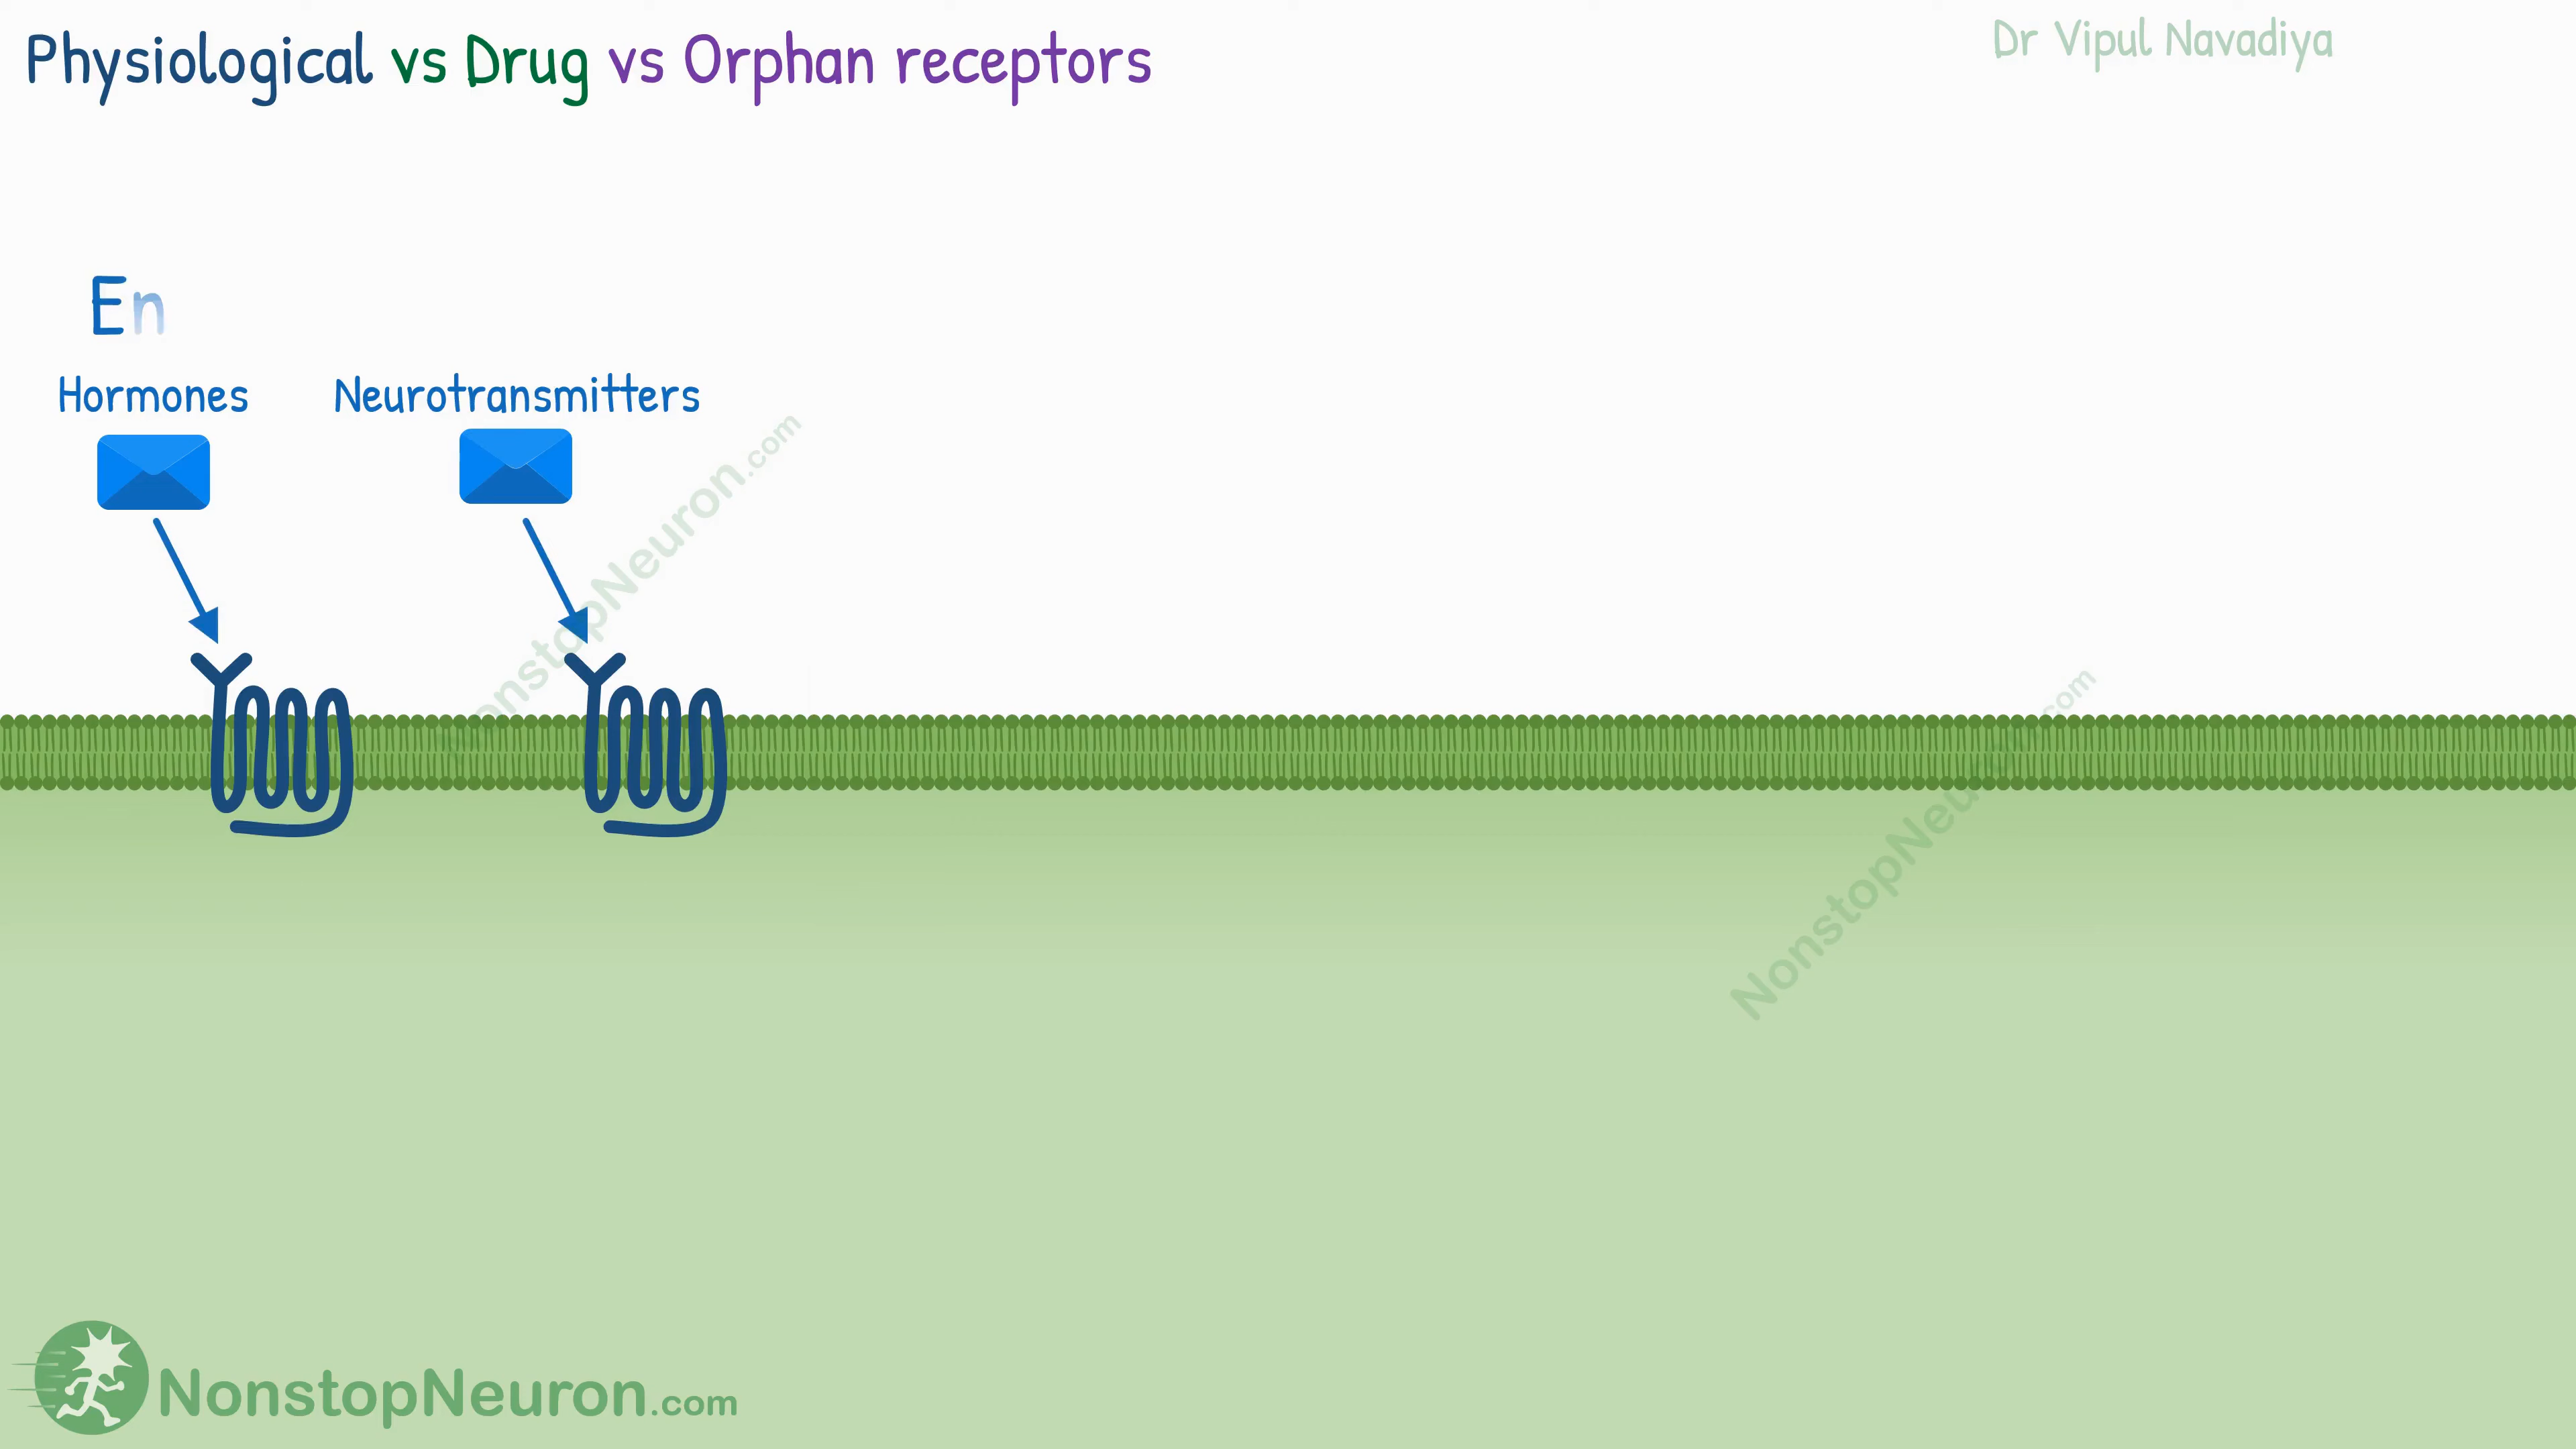 Physiological vs Drug vs Orphan receptors
Dr Vipul Navadiya
En
Hormones
Neurotransmitters
NonstopNeuron.com
NonstopNeuron.com
NonstopNeuron.com